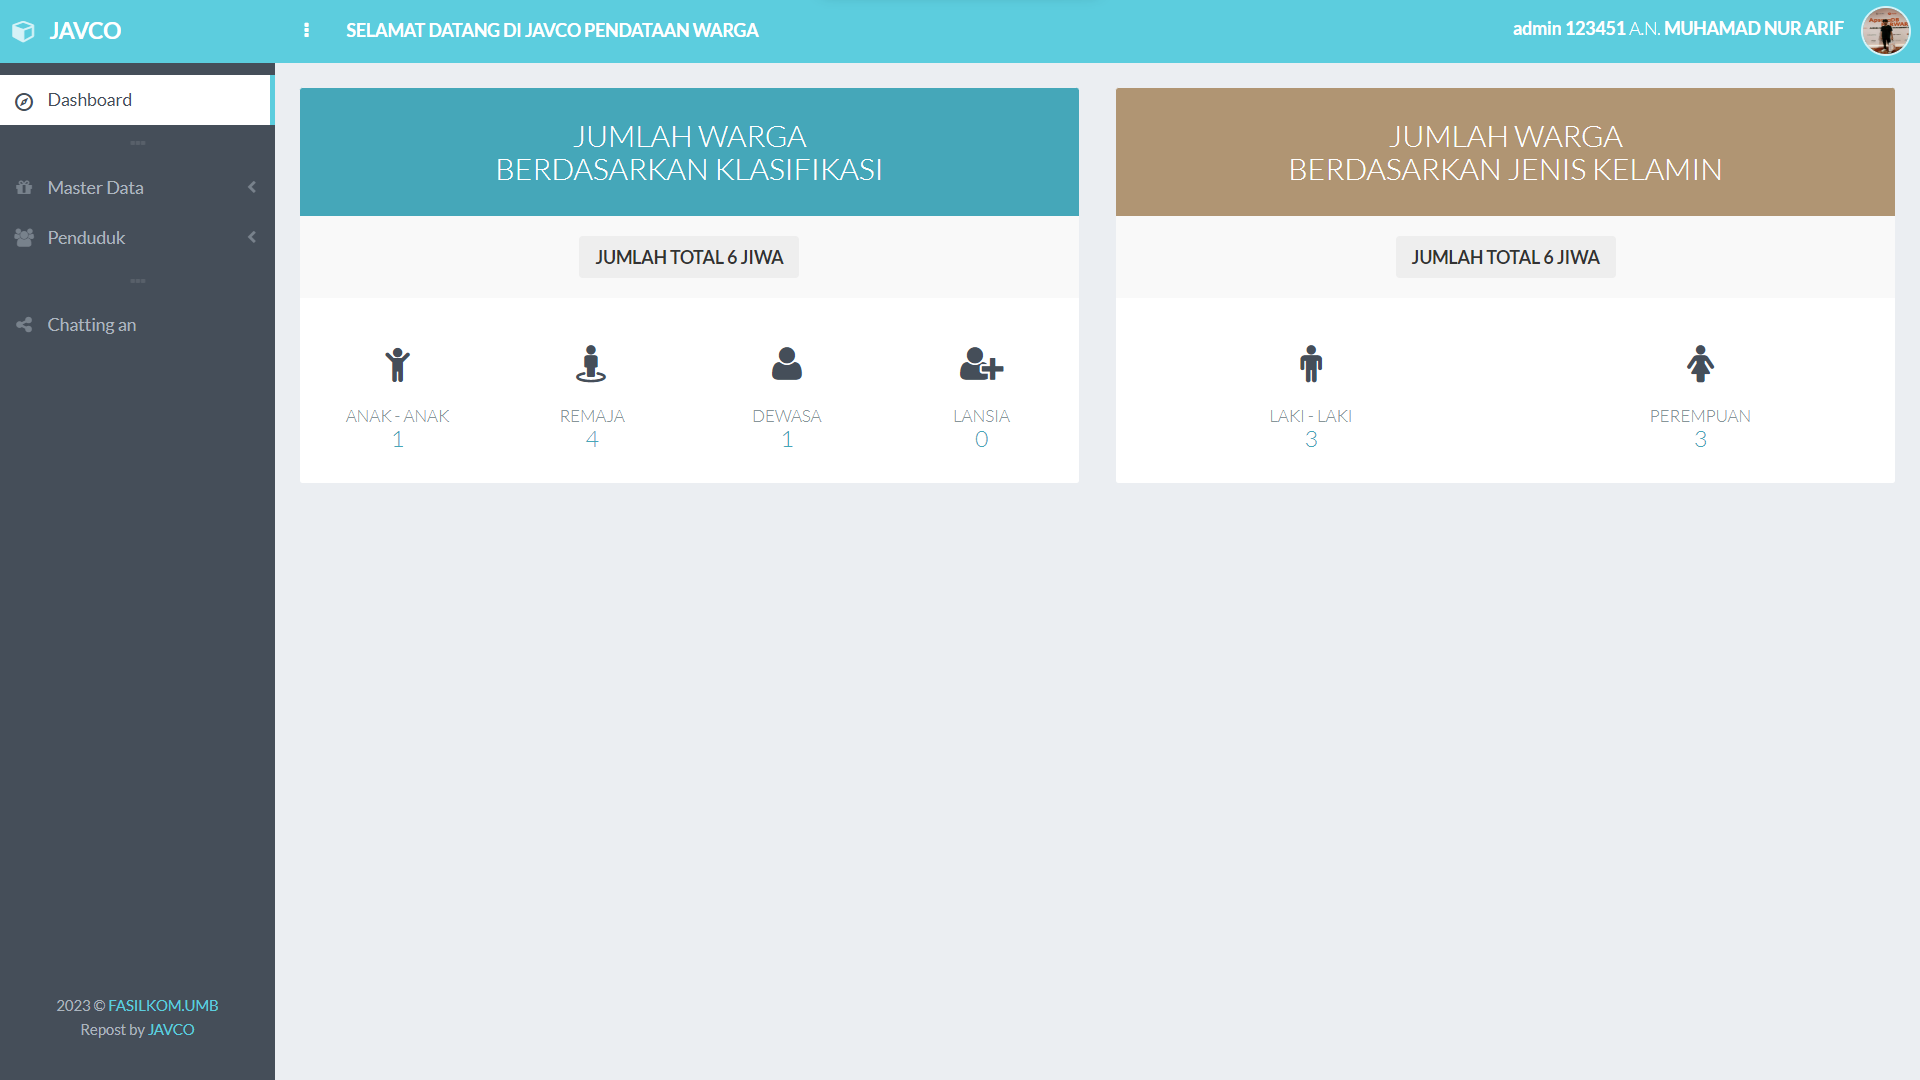 JAVCO
SELAMAT DATANG DI JAVCO PENDATAAN WARGA
admin 123451 A.N. MUHAMAD NUR ARIF
Dashboard
Master Data
Penduduk
Chatting an
2023 © FASILKOM.UMB
Repost by JAVCO
JUMLAH WARGA
BERDASARKAN KLASIFIKASI
JUMLAH TOTAL 6 JIWA
ANAK - ANAK
1
REMAJA
4
DEWASA
1
LANSIA
0
JUMLAH WARGA
BERDASARKAN JENIS KELAMIN
JUMLAH TOTAL 6 JIWA
LAKI - LAKI
3
PEREMPUAN
3